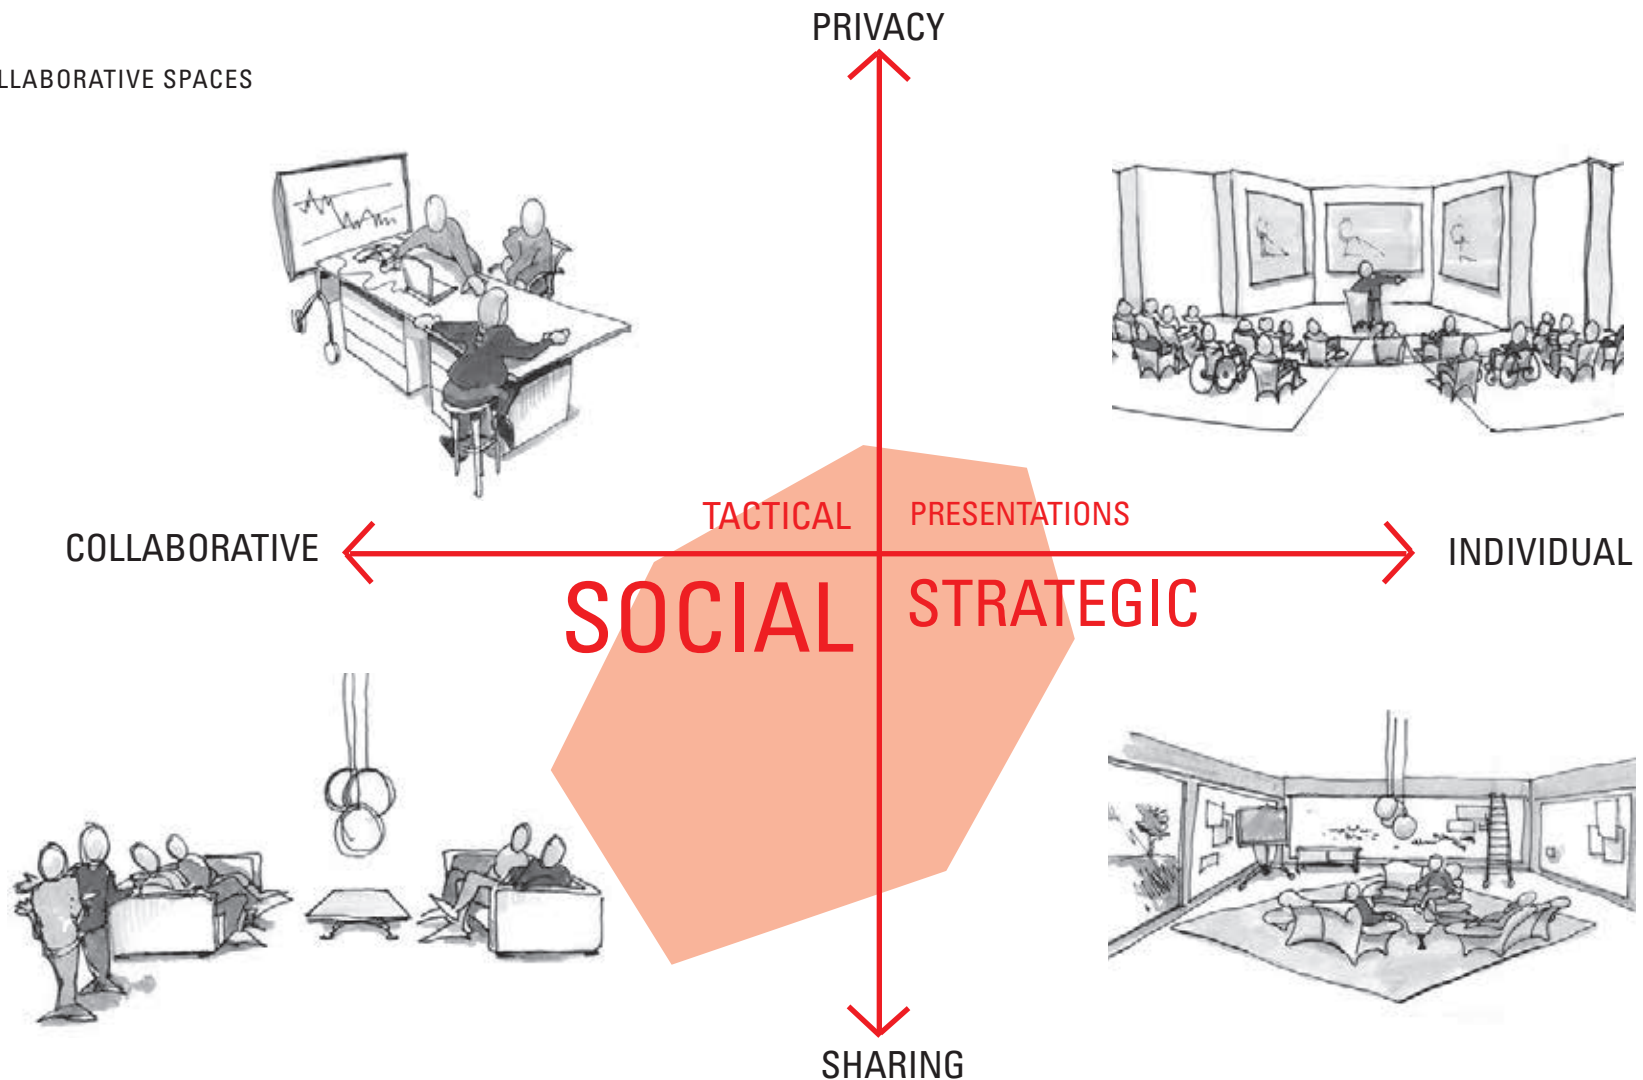 PRIVACY
LLABORATIVE SPACES
TACTICAL
PRESENTATIONS
COLLABORATIVE
INDIVIDUAL
SOCIAL
STRATEGIC
SHARING